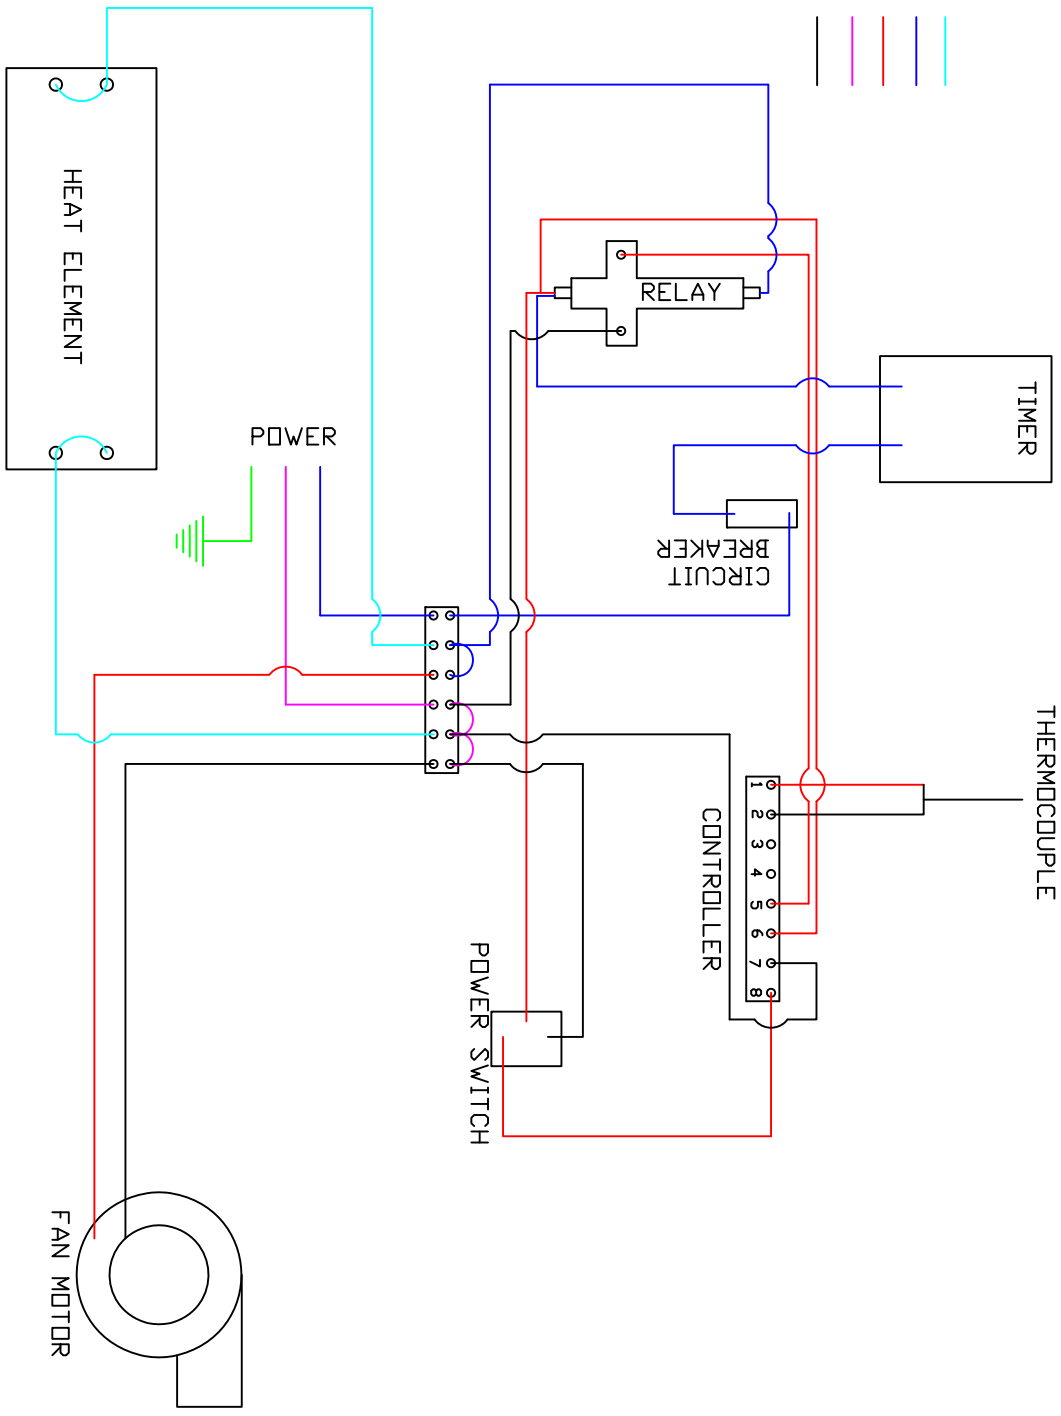 HEAT ELEMENT
RELAY
TIMER
POWER
CIRCUIT
BREAKER
THERMOCOUPLE
CONTROLLER
1
2
3
4
5
6
7
8
POWER SWITCH
FAN MOTOR